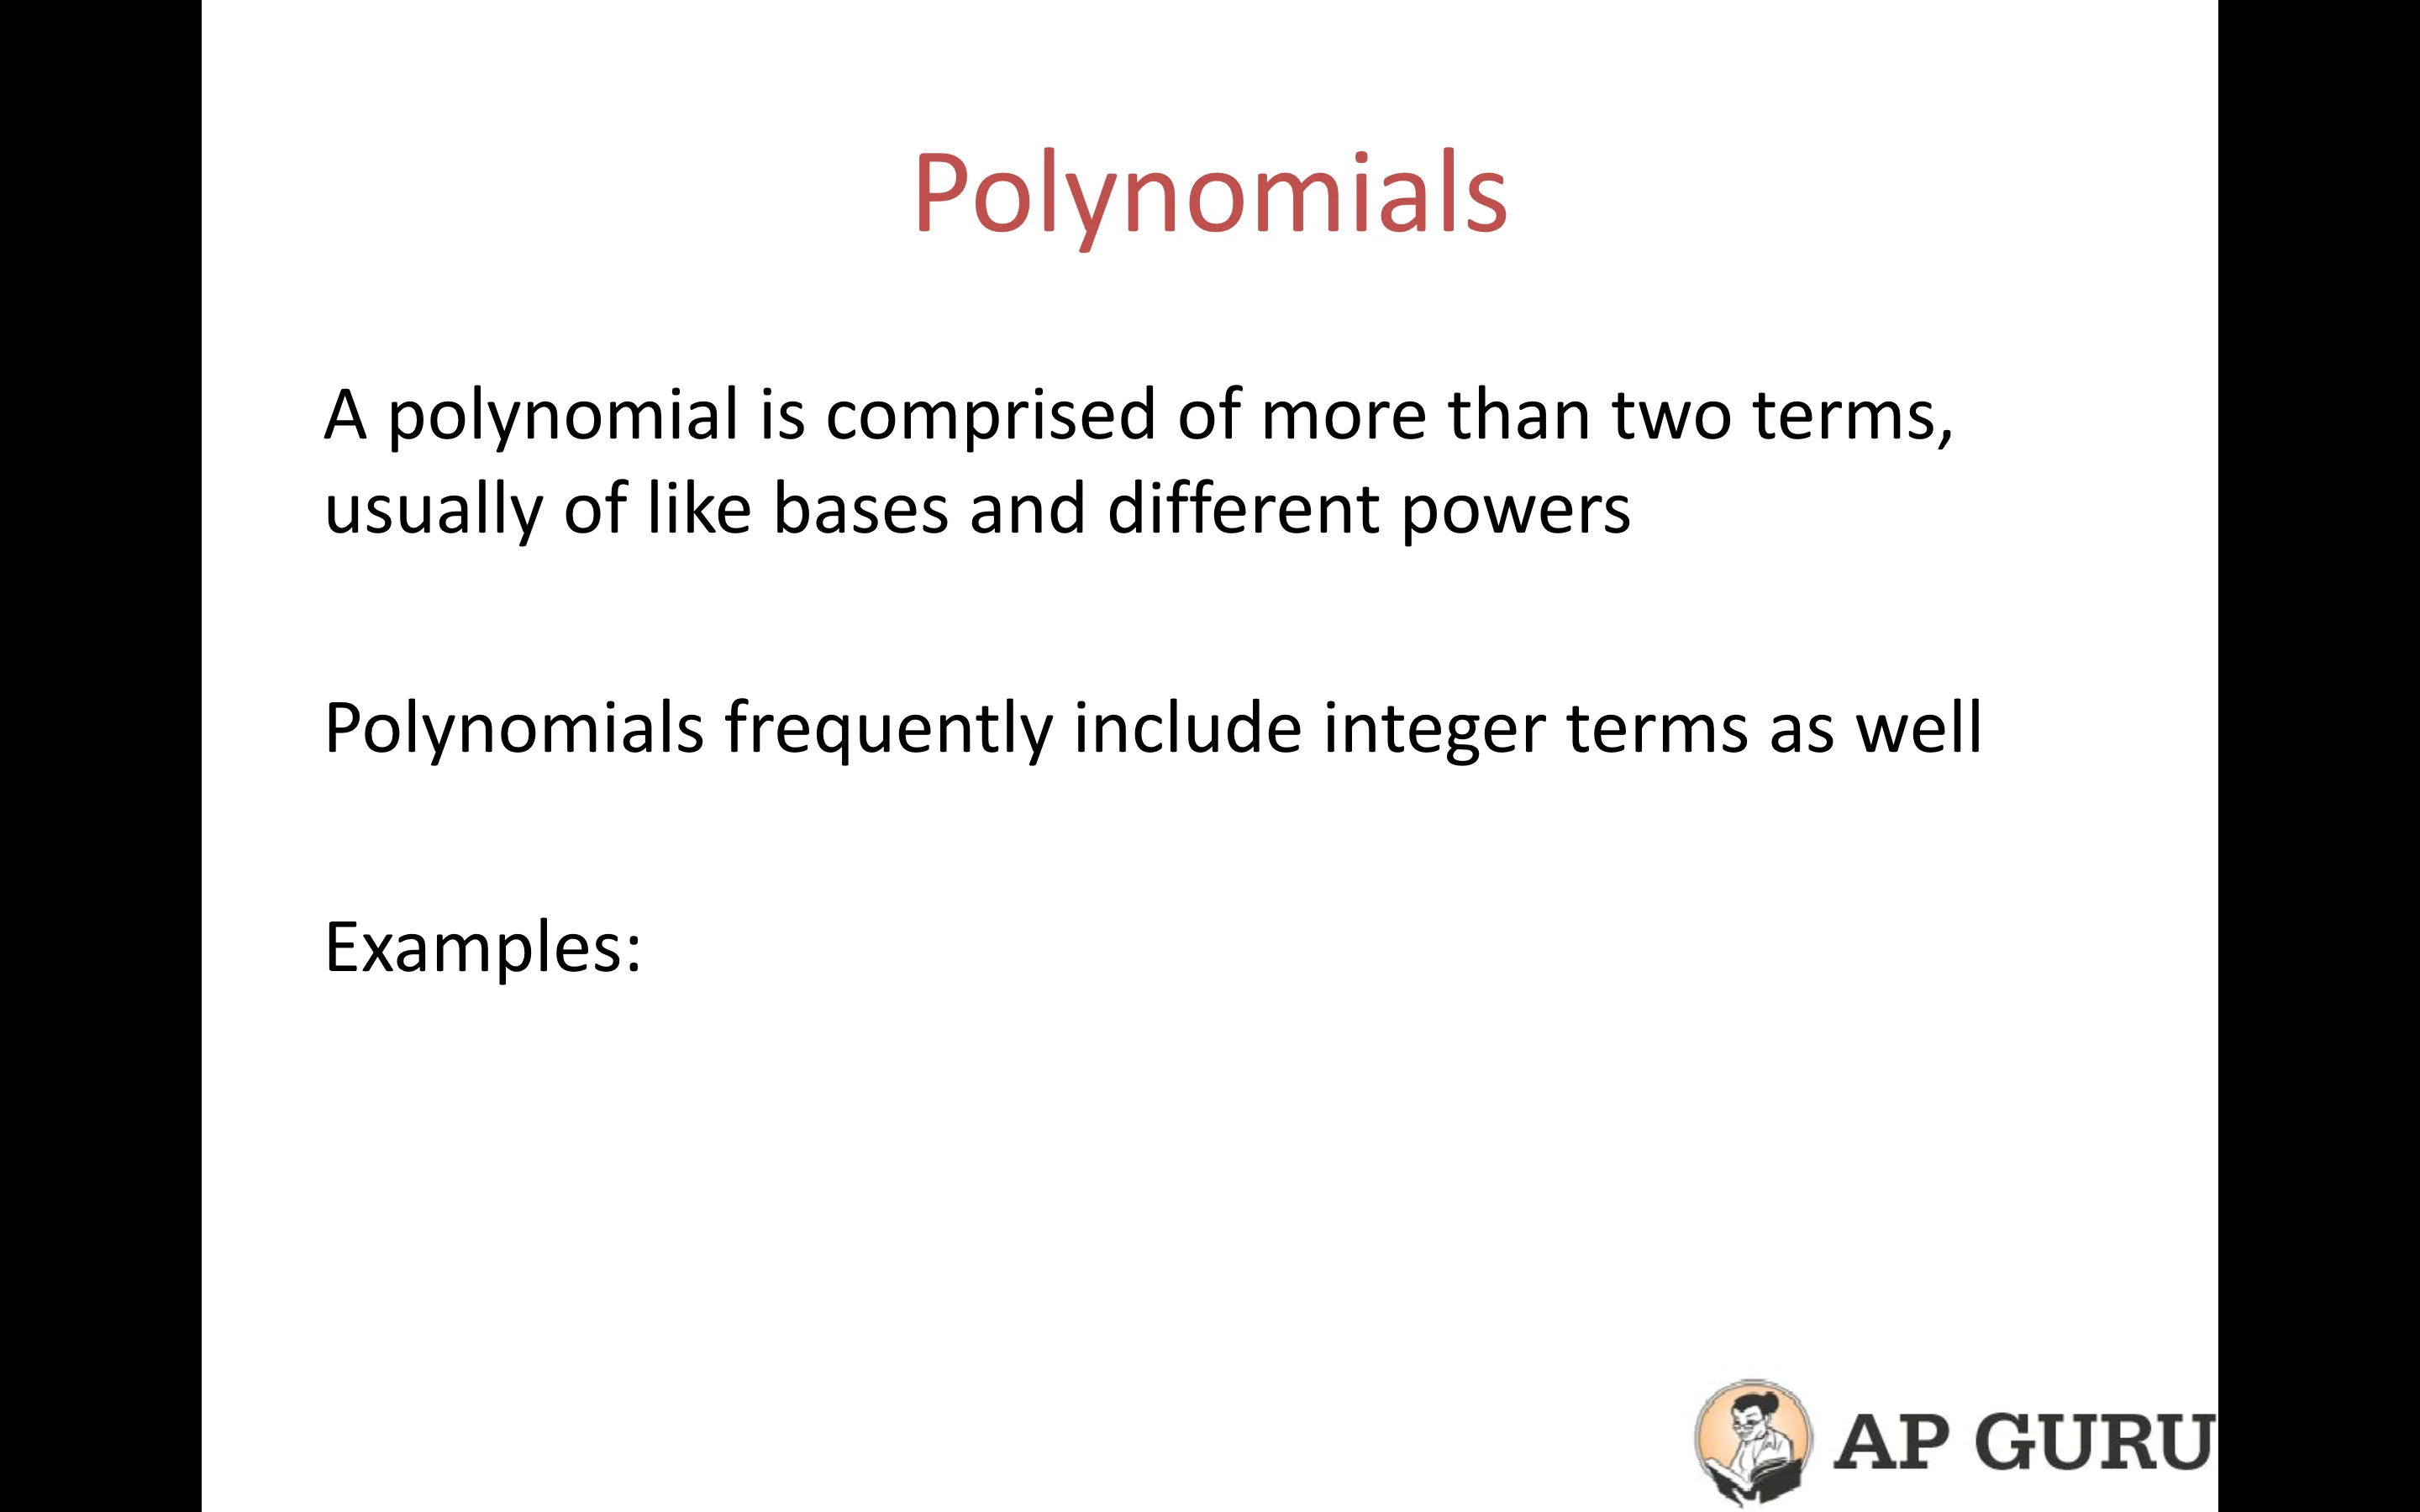 Polynomials
A polynomial is comprised of more than two terms,
usually of like bases and different powers
Polynomials frequently include integer terms as well
Examples:
AP GURU